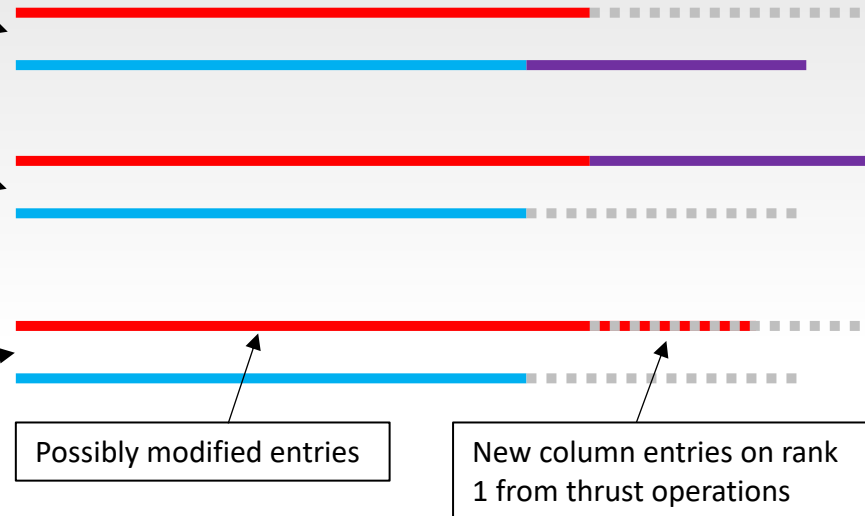 Possibly modified entries
New column entries on rank
1 from thrust operations